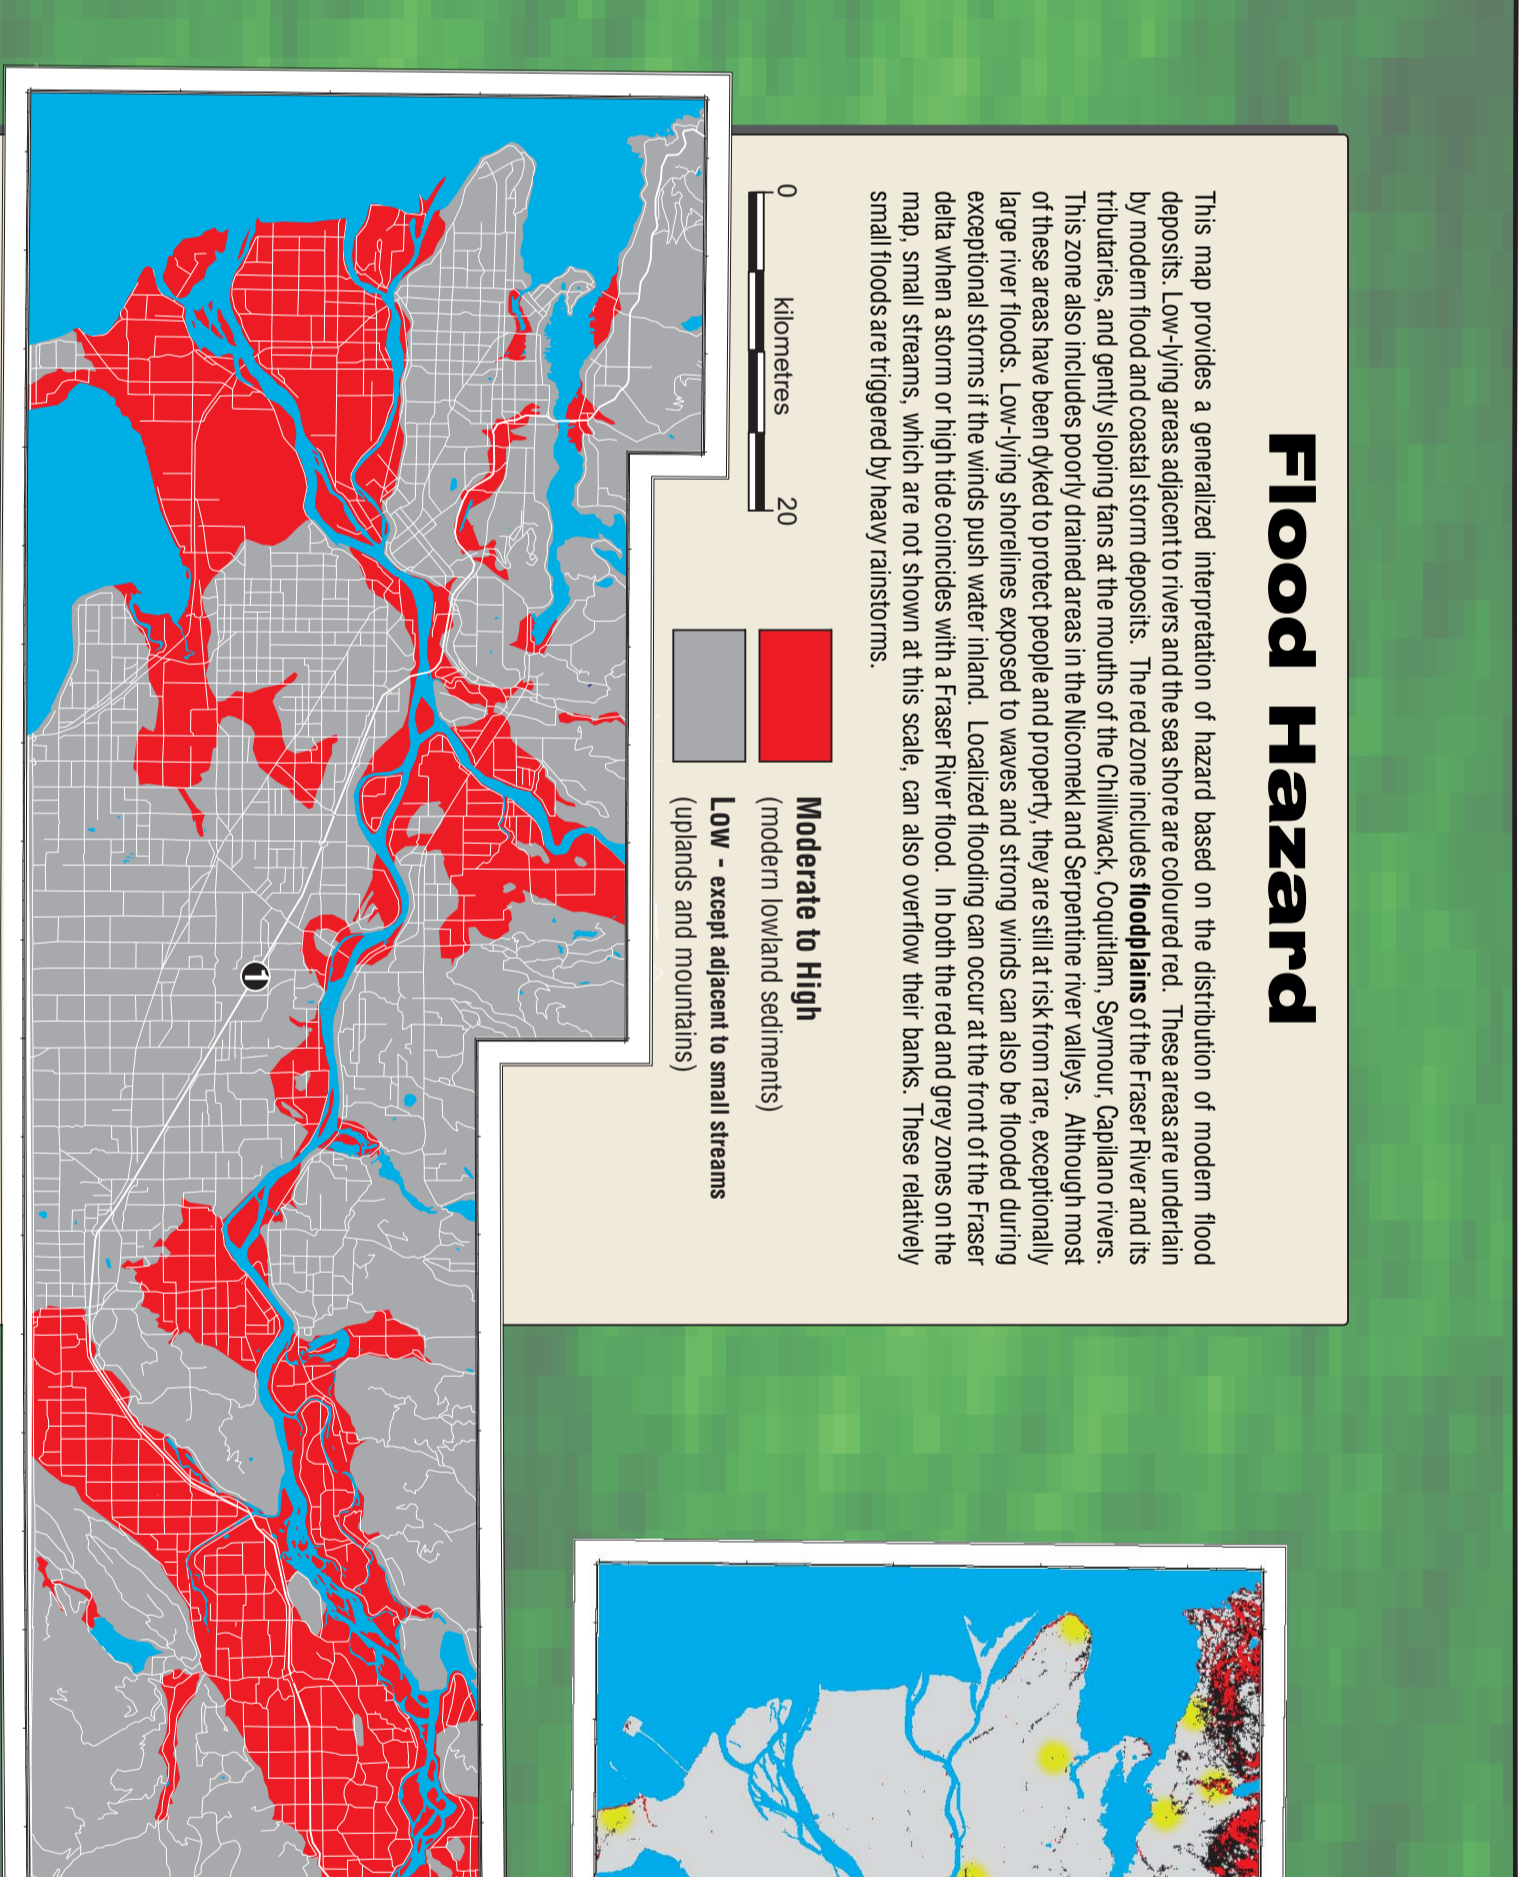 Flood Hazard
This map provides a generalized interpretation of hazard based on the distribution of modern flood
deposits. Low-lying areas adjacent to rivers and the sea shore are coloured red. These areas are underlain
by modern flood and coastal storm deposits. The red zone includes floodplains of the Fraser River and its
tributaries, and gently sloping fans at the mouths of the Chilliwack, Coquitlam, Seymour, Capilano rivers.
This zone also includes poorly drained areas in the Nicomekl and Serpentine river valleys. Although most
of these areas have been dyked to protect people and property, they are still at risk from rare, exceptionally
large river floods. Low-lying shorelines exposed to waves and strong winds can also be flooded during
exceptional storms if the winds push water inland. Localized flooding can occur at the front of the Fraser
delta when a storm or high tide coincides with a Fraser River flood. In both the red and grey zones on the
map, small streams, which are not shown at this scale, can also overflow their banks. These relatively
small floods are triggered by heavy rainstorms.
0 kilometres 20
Moderate to High
(modern lowland sediments)
Low - except adjacent to small streams
(uplands and mountains)
1